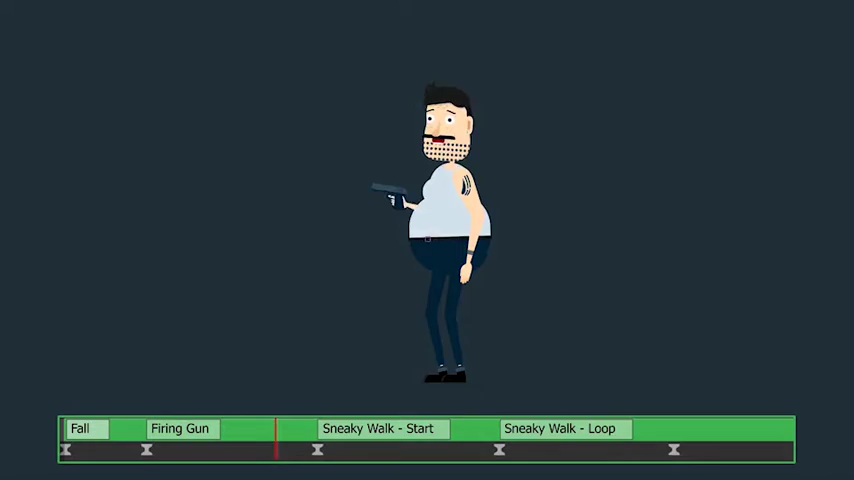 Fall
Firing Gun
Sneaky Walk - Start
Sneaky Walk - Loop